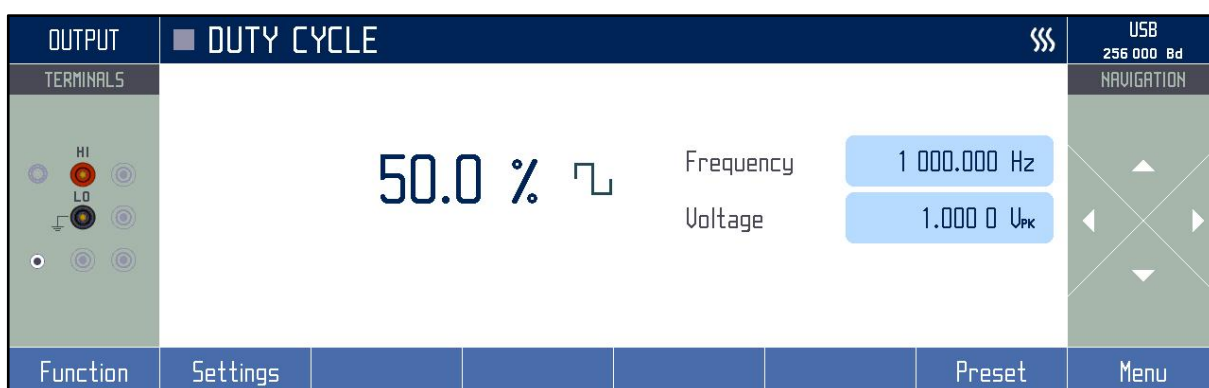 OUTPUT
DUTY CYCLE
USB
256 000 Bd
TERMINALS
NAVIGATION
HI
LO
50.0 %
Frequency 1 000.000 Hz
Voltage 1.000 0 VPK
Function Settings Preset Menu